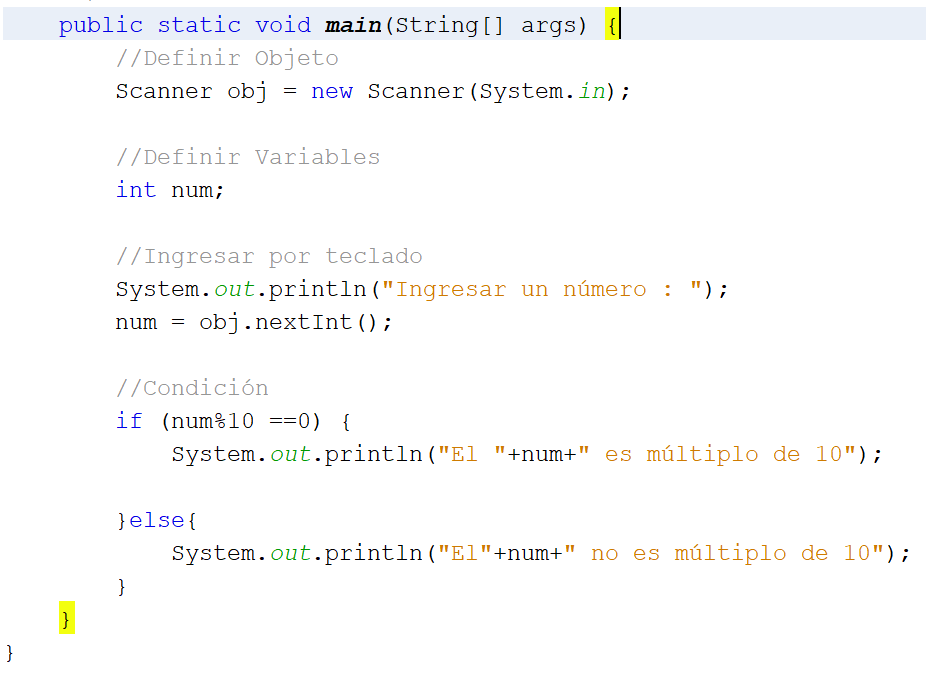 public static void main(String[] args) {
//Definir Objeto
Scanner obj = new Scanner(System.in);
//Definir Variables
int num;
//Ingresar por teclado
System.out.println("Ingresar un número : ");
num = obj.nextInt();
//Condición
if (num%10 ==0) {
System.out.println("El "+num+" es múltiplo de 10");
}else{
System.out.println("El"+num+" no es múltiplo de 10");
}
}
}